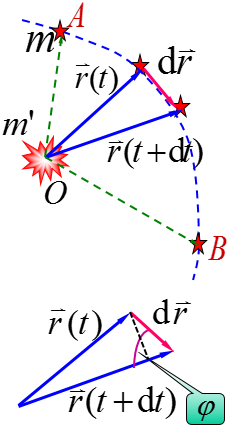 A
m
r⃗(t)
dr⃗
m'
r⃗(t+dt)
O
B
r⃗(t)
dr⃗
r⃗(t+dt)
φ